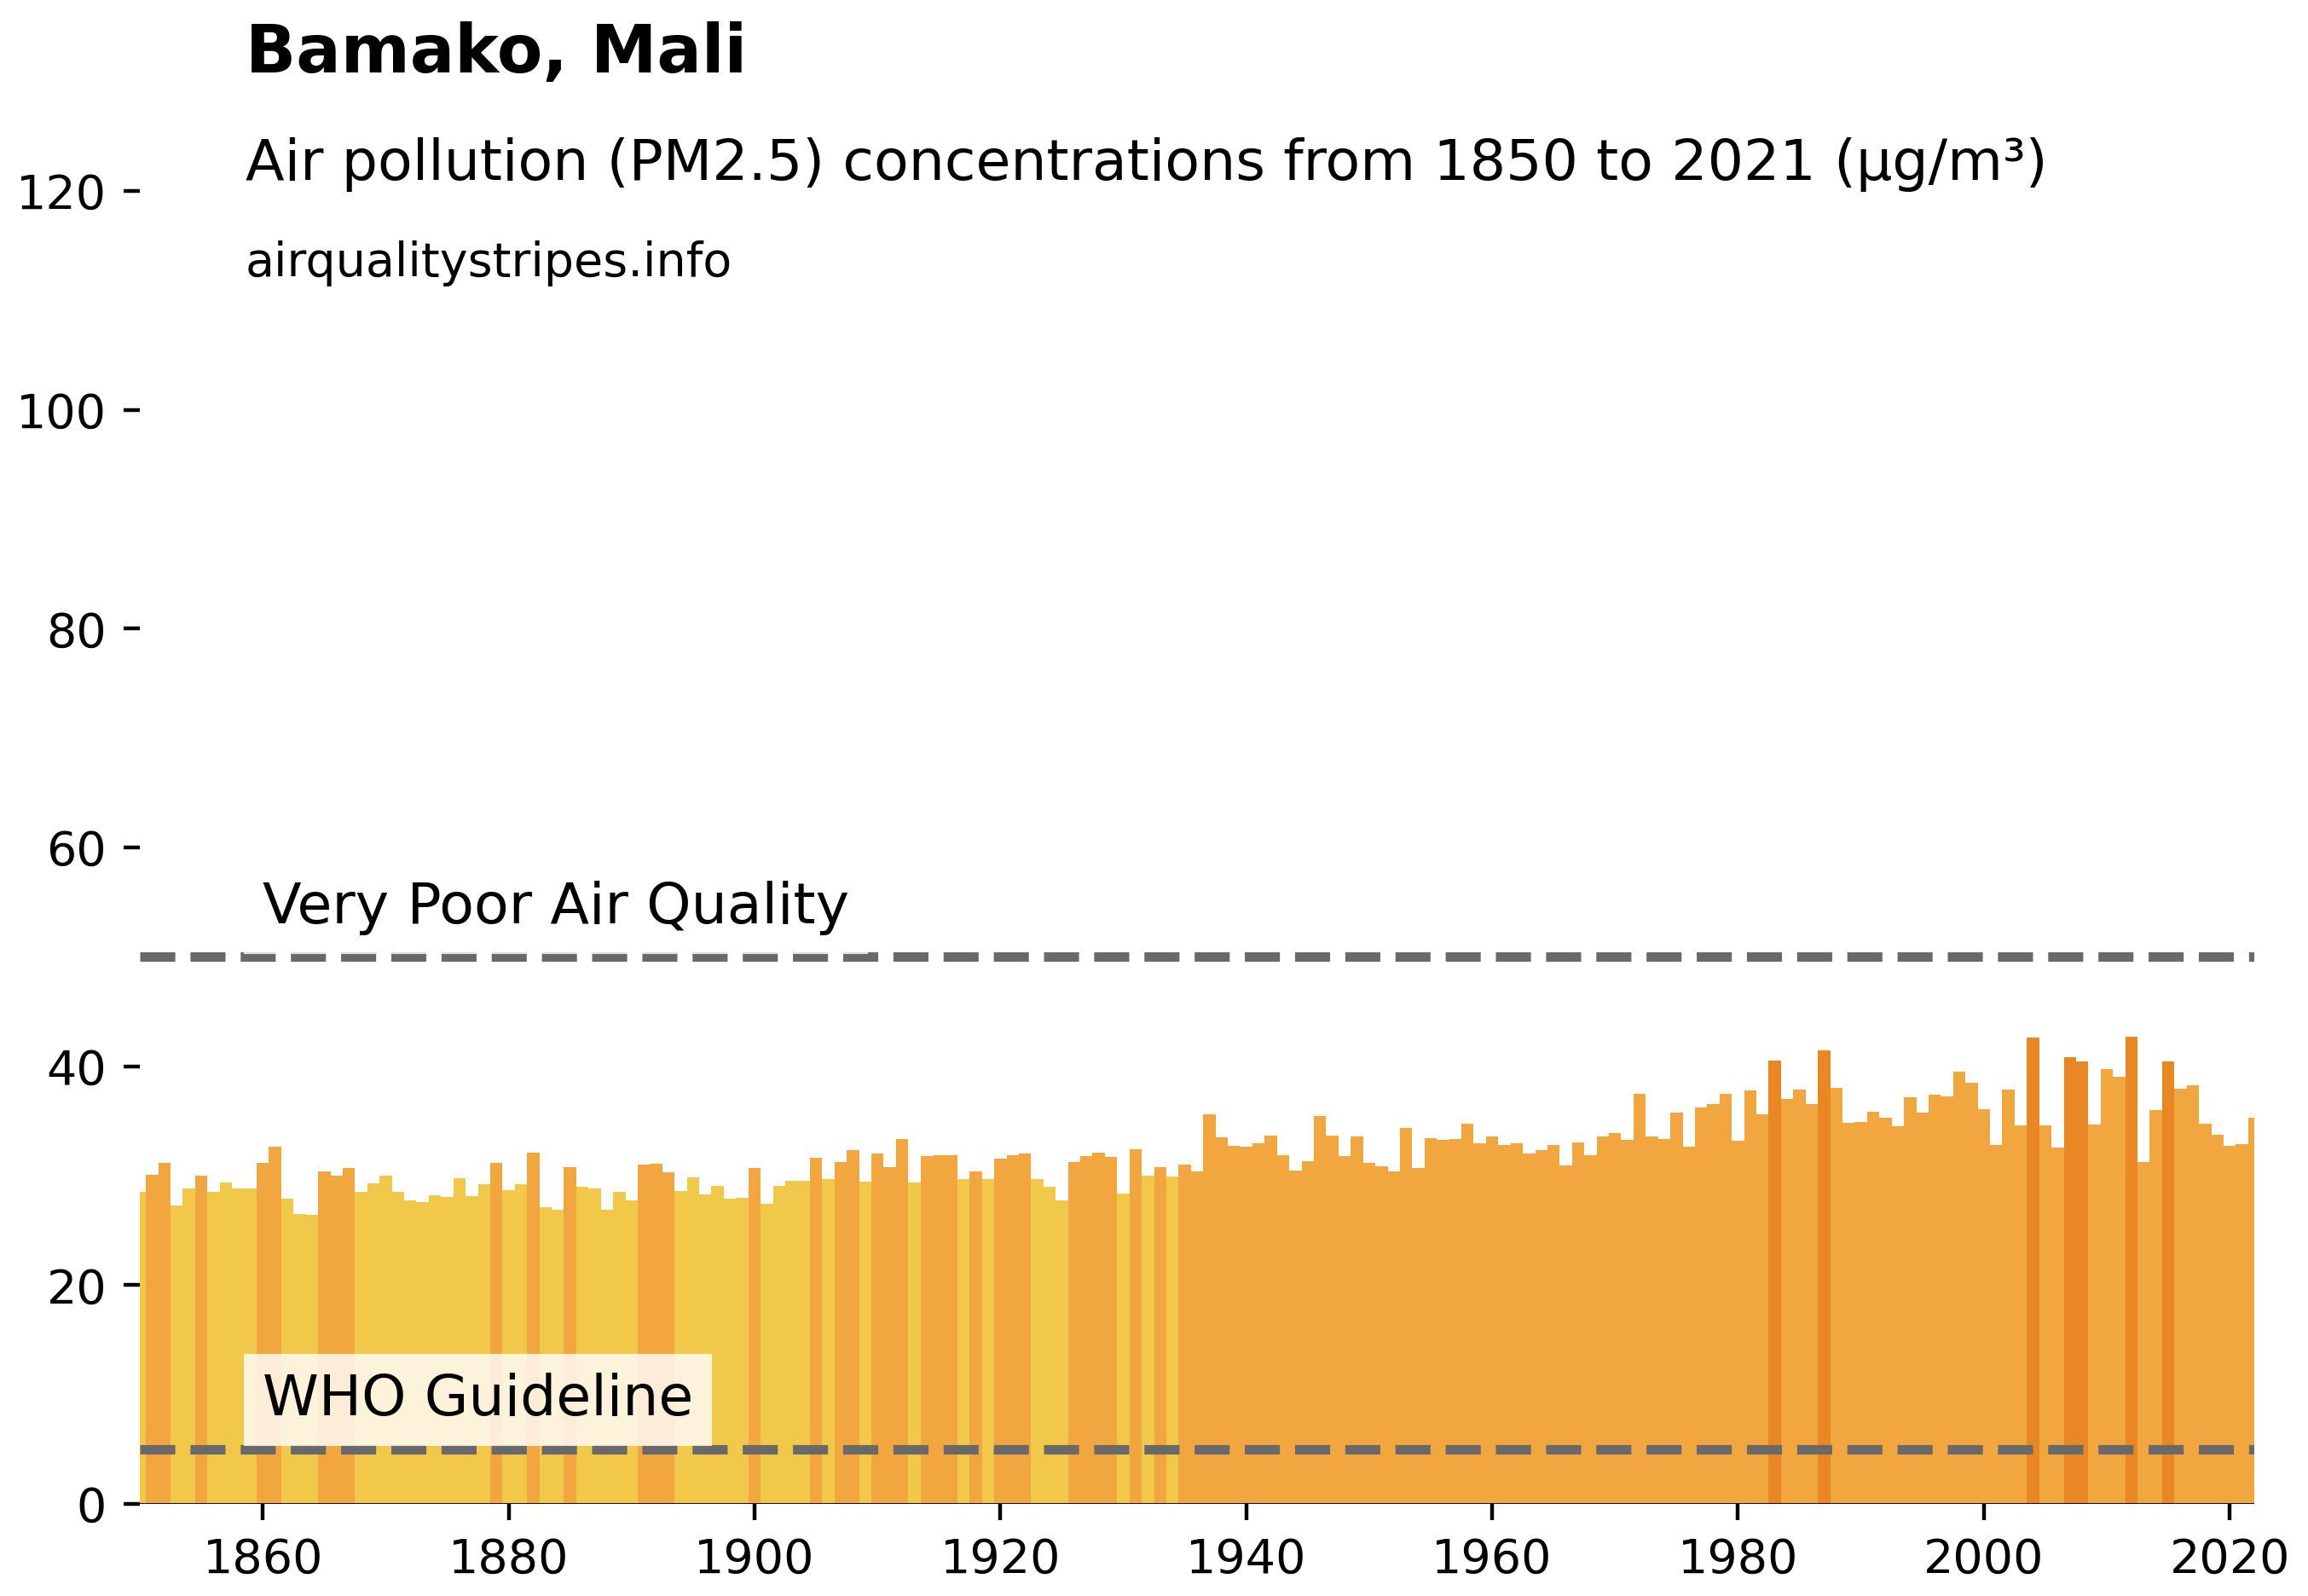 Bamako, Mali
Air pollution (PM2.5) concentrations from 1850 to 2021 (µg/m³)
120
airqualitystripes.info
100
80
60
Very Poor Air Quality
40
20
WHO Guideline
0
1860 1880 1900 1920 1940 1960 1980 2000 2020